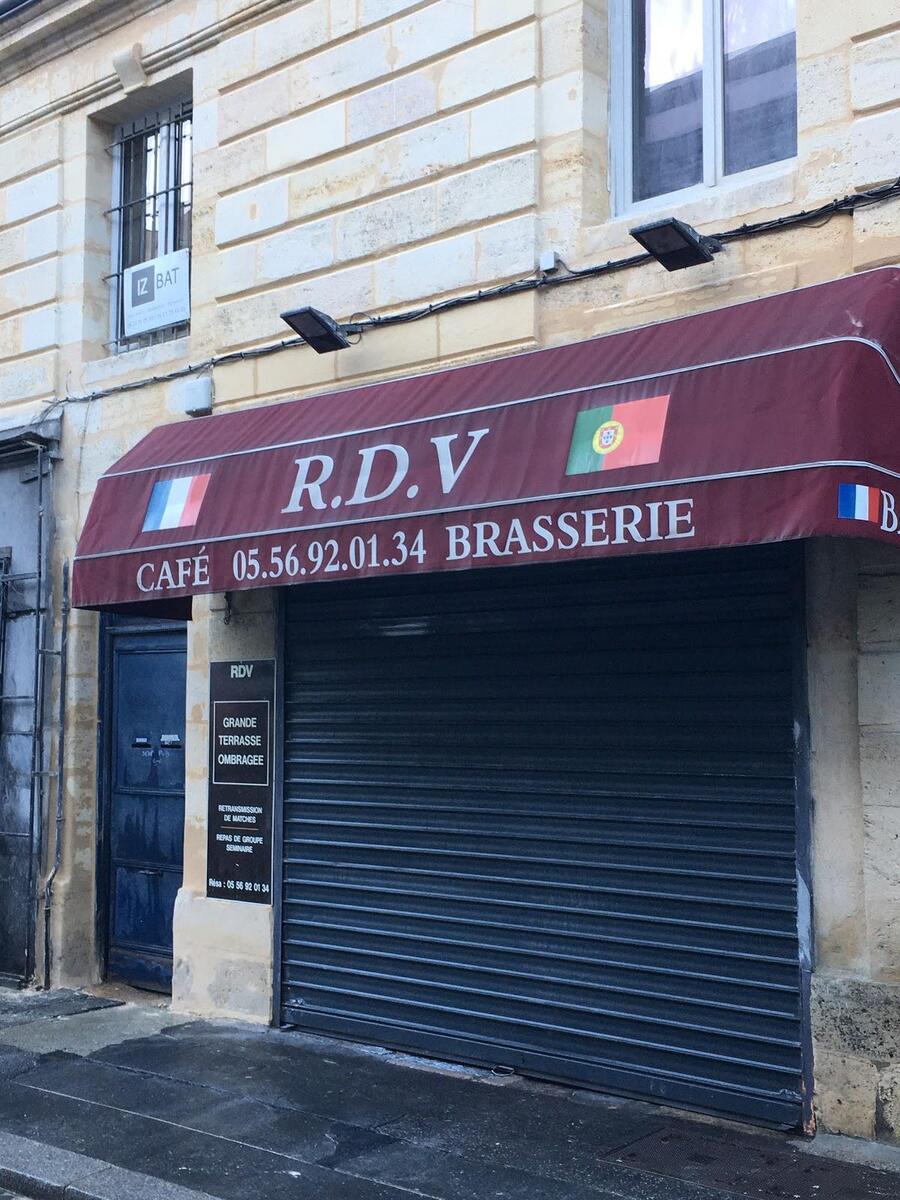 IZ BAT
R.D.V
CAFÉ 05.56.92.01.34 BRASSERIE
RDV
GRANDE
TERRASSE
OMBRAGEE
RETRANSMISSION
DE MATCHES
REPAS DE GROUPE
SEMINAIRE
Résa : 05 56 92 01 34